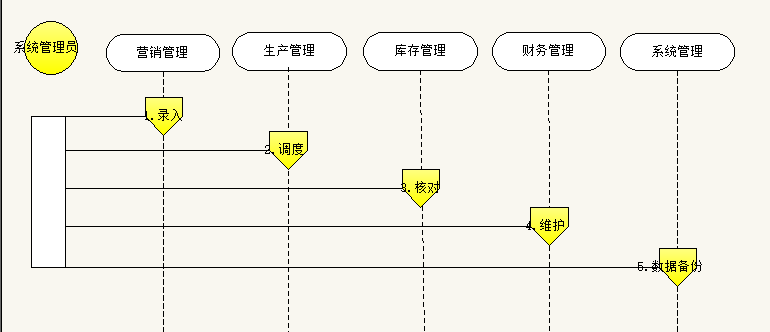 系统管理员
营销管理
生产管理
库存管理
财务管理
系统管理
1.录入
2.调度
3.核对
4.维护
5.数据备份